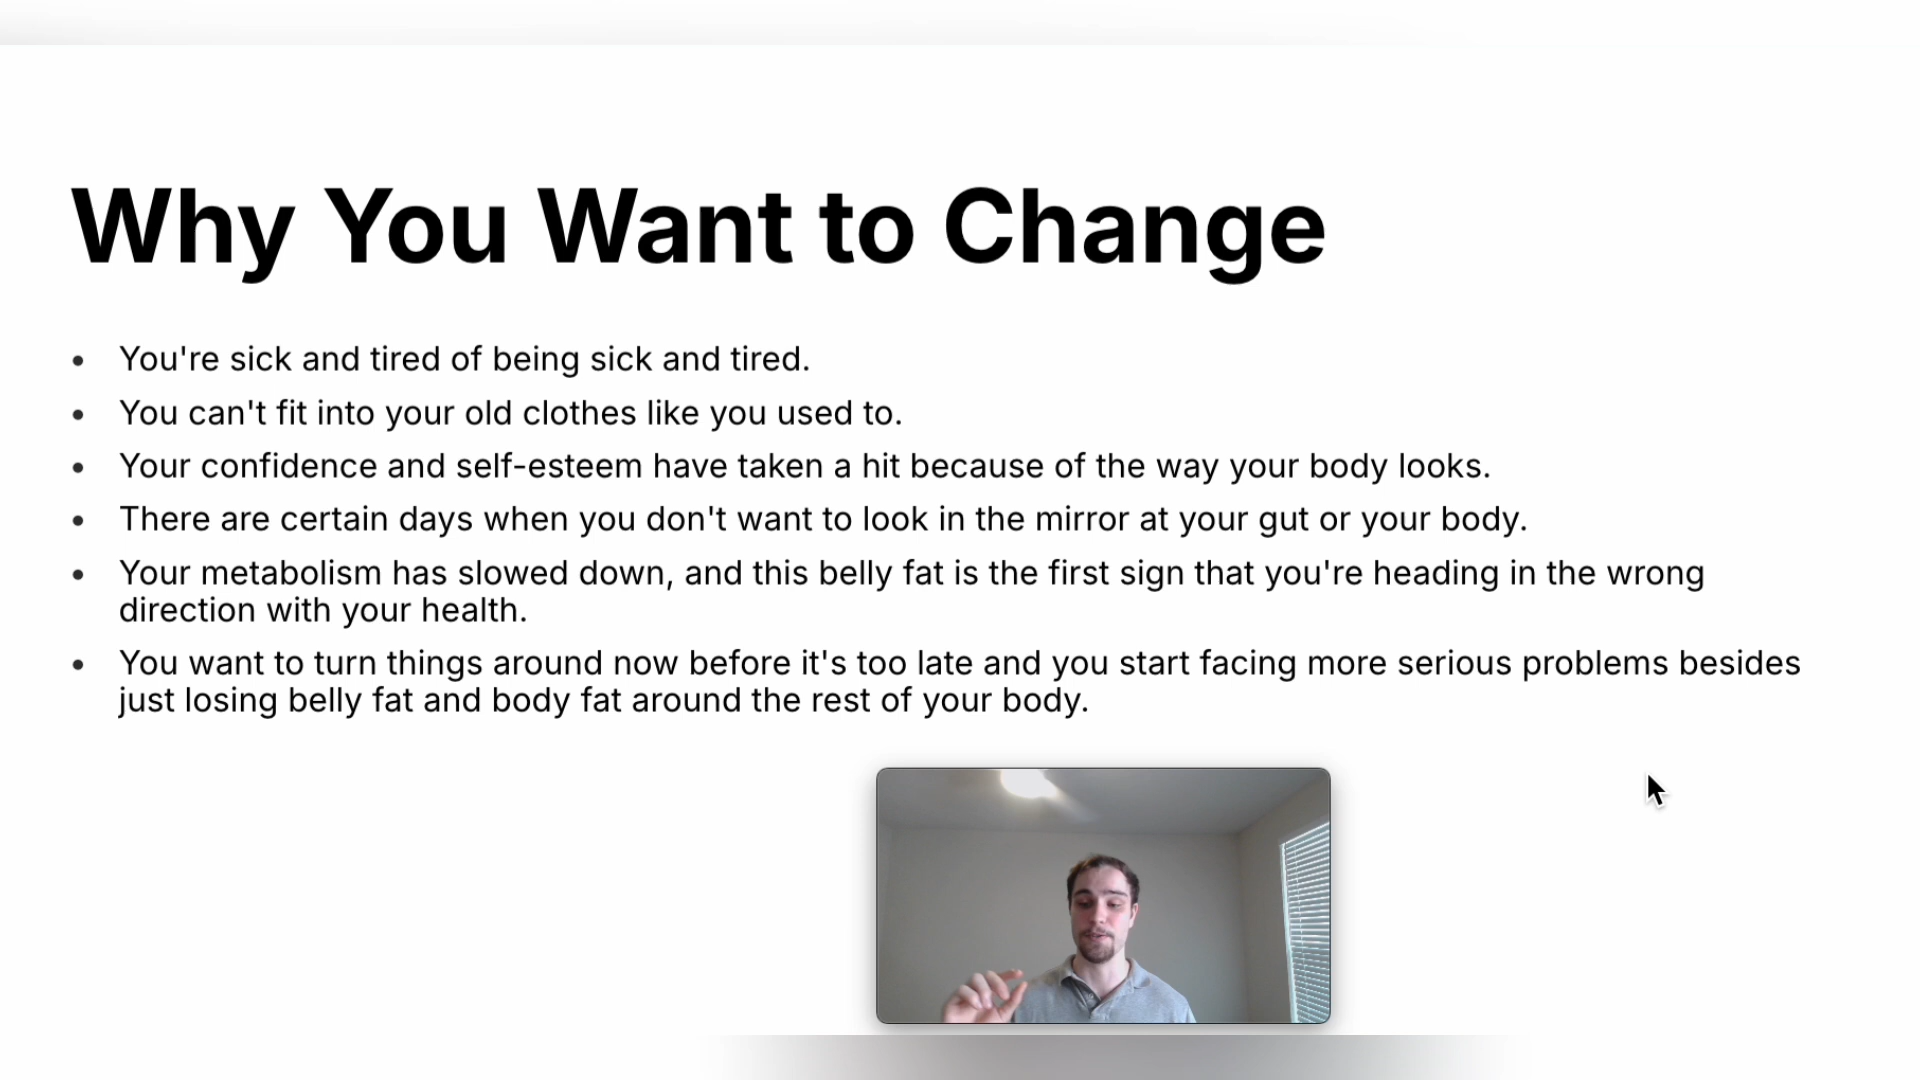 Why You Want to Change
• You're sick and tired of being sick and tired.
• You can't fit into your old clothes like you used to.
• Your confidence and self-esteem have taken a hit because of the way your body looks.
• There are certain days when you don't want to look in the mirror at your gut or your body.
• Your metabolism has slowed down, and this belly fat is the first sign that you're heading in the wrong
direction with your health.
• You want to turn things around now before it's too late and you start facing more serious problems besides
just losing belly fat and body fat around the rest of your body.